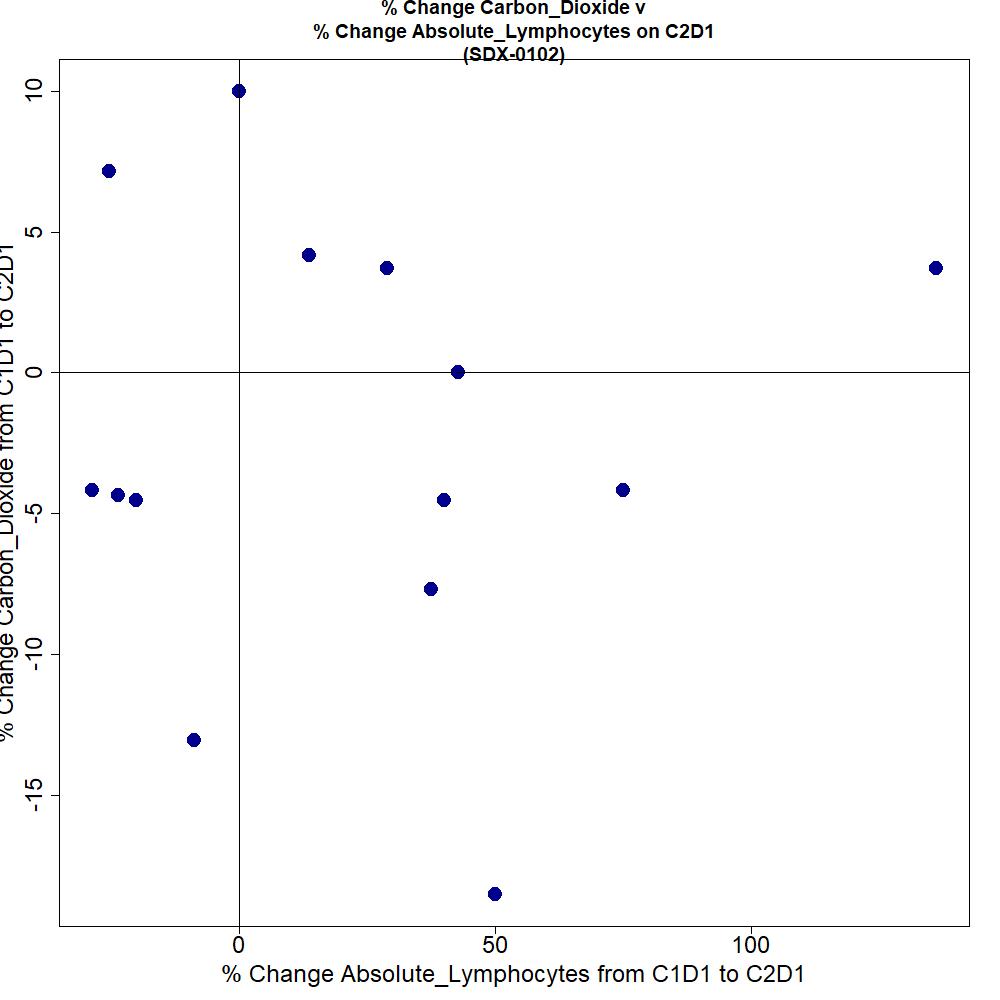 % Change Carbon_Dioxide v
% Change Absolute_Lymphocytes on C2D1
(SDX-0102)
% Change Carbon_Dioxide from C1D1 to C2D1
10
5
0
-5
-10
-15
0
50
100
% Change Absolute_Lymphocytes from C1D1 to C2D1